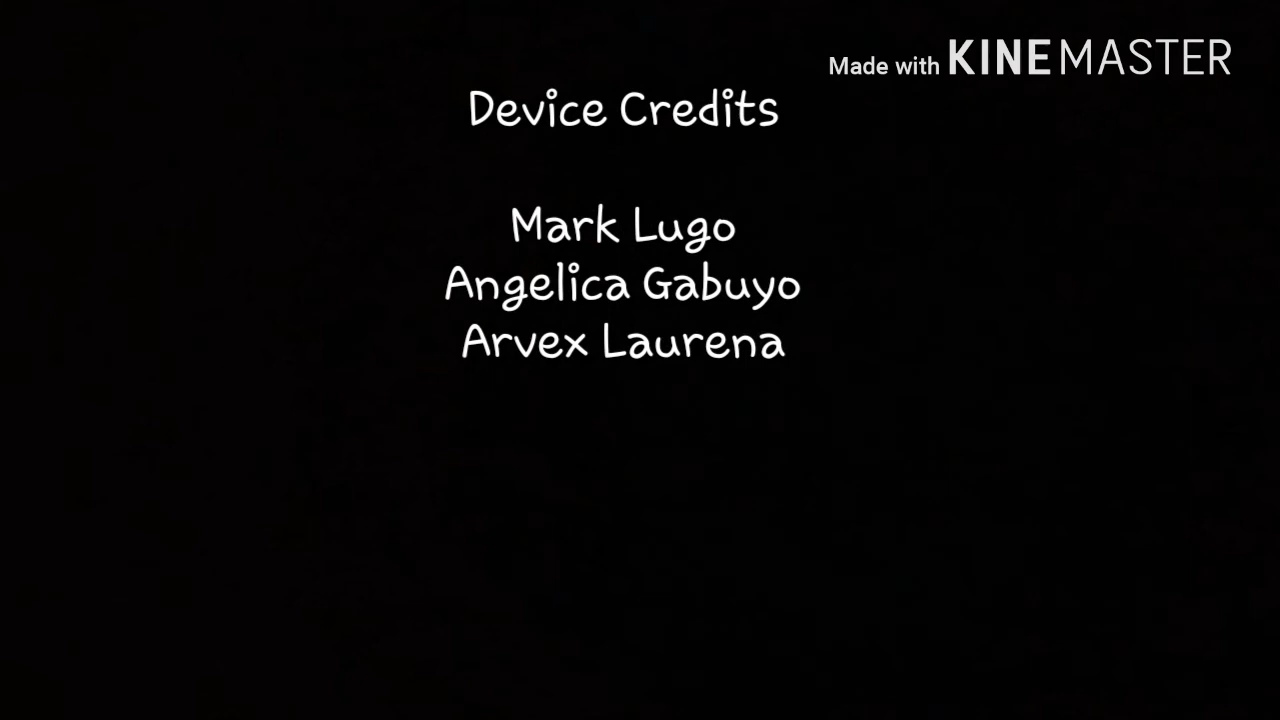 Made with KINEMASTER
Device Credits
Mark Lugo
Angelica Gabuyo
Arvex Laurena